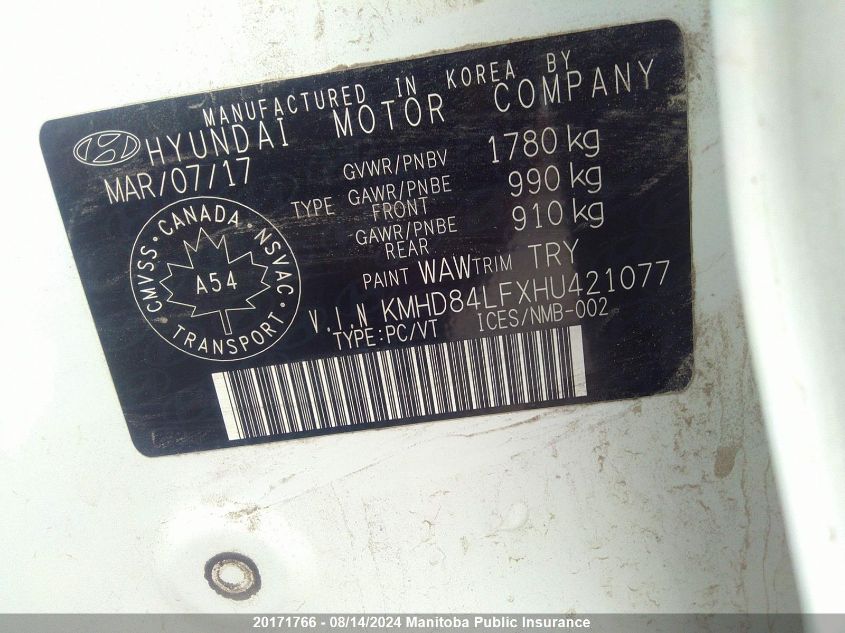 MANUFACTURED IN KOREA BY
HYUNDAI MOTOR COMPANY
MAR/07/17
GVWR/PNBV 1780 kg
TYPE GAWR/PNBE FRONT 990 kg
GAWR/PNBE REAR 910 kg
CMVSS · CANADA · NSVAC · TRANSPORT ·
A54
PAINT WAW TRIM TRY
V.I.N KMHD84LFXHU421077
TYPE:PC/VT ICES/NMB-002
20171766 - 08/14/2024 Manitoba Public Insurance